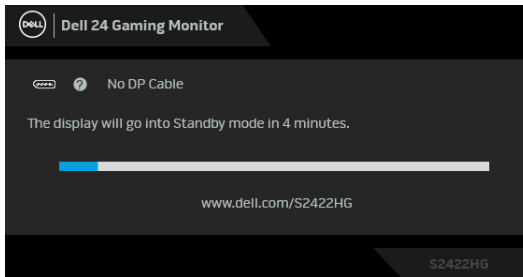 DELL
Dell 24 Gaming Monitor
No DP Cable
The display will go into Standby mode in 4 minutes.
www.dell.com/S2422HG
S2422HG